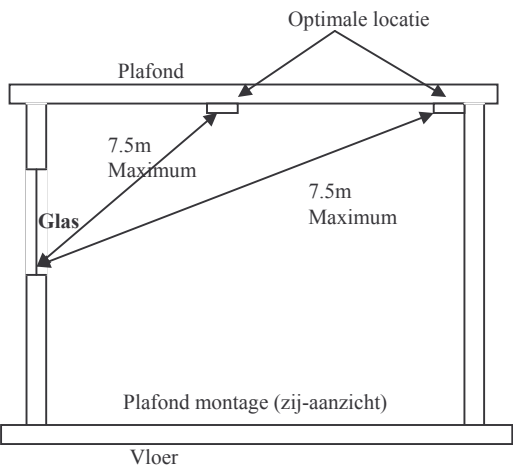 Optimale locatie
Plafond
7.5m
Maximum
7.5m
Maximum
Glas
Plafond montage (zij-aanzicht)
Vloer